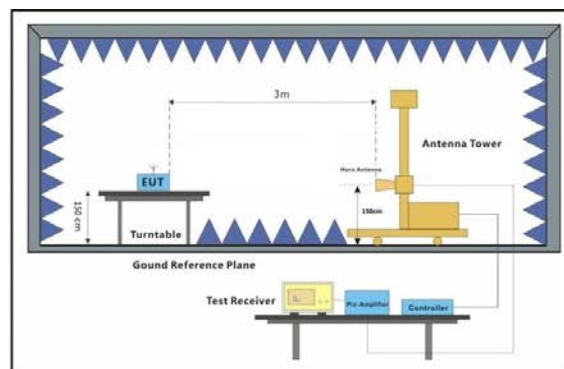 3m
Antenna Tower
Horn Antenna
EUT
150 cm
150cm
Turntable
Gound Reference Plane
Test Receiver
Pre-Amplifier
Controller